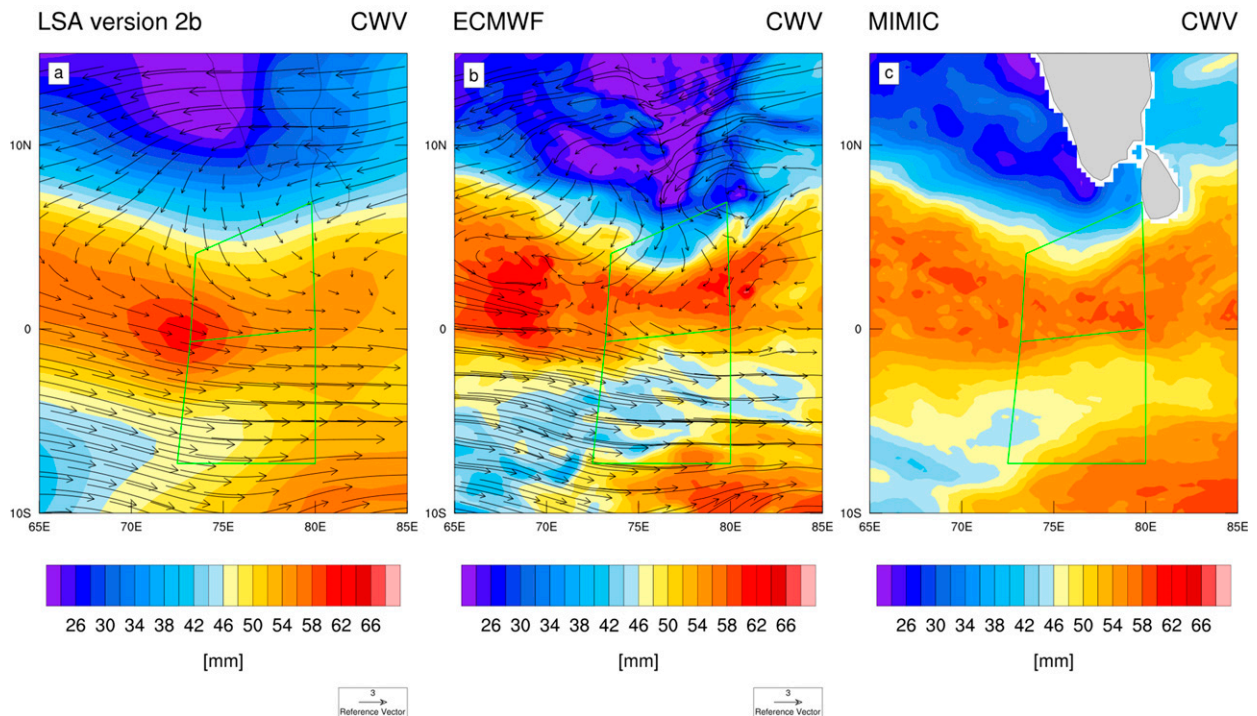 LSA version 2b CWV ECMWF CWV MIMIC CWV
a b c
10N 10N 10N
0 0 0
10S 10S 10S
65E 70E 75E 80E 85E 65E 70E 75E 80E 85E 65E 70E 75E 80E 85E
26 30 34 38 42 46 50 54 58 62 66 26 30 34 38 42 46 50 54 58 62 66 26 30 34 38 42 46 50 54 58 62 66
[mm] [mm] [mm]
3 3
Reference Vector Reference Vector